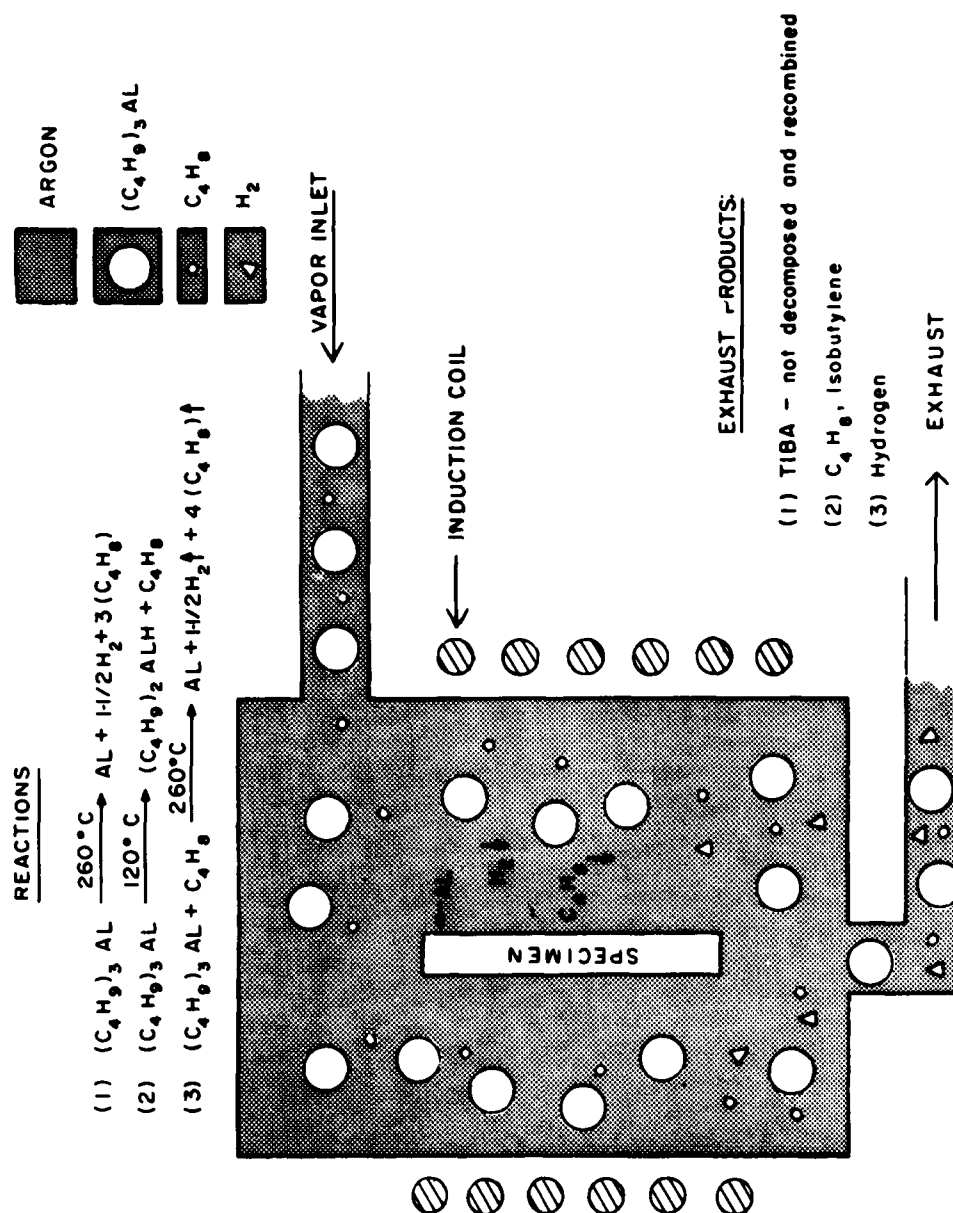 REACTIONS
(1) (C4H9)3 AL 260°C AL + 1-1/2H2 + 3(C4H8)
(2) (C4H9)3 AL 120°C (C4H9)2 ALH + C4H8
(3) (C4H9)3 AL + C4H8 260°C AL + H/2H2↑ + 4(C4H8)↑
ARGON
(C4H9)3 AL
C4H8
H2
VAPOR INLET
INDUCTION COIL
AL
H2
SPECIMEN
EXHAUST PRODUCTS:
(1) TIBA - not decomposed and recombined
(2) C4H8, Isobutylene
(3) Hydrogen
EXHAUST